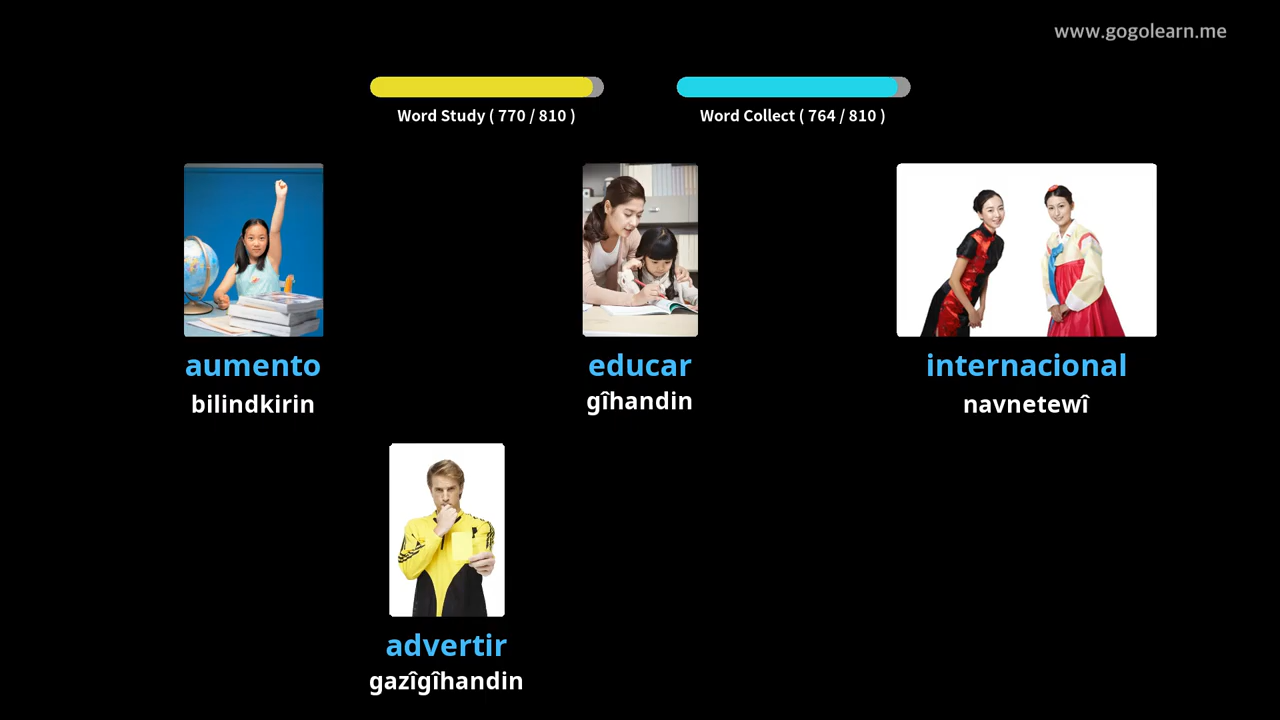 www.gogolearn.me
Word Study ( 770 / 810 )
Word Collect ( 764 / 810 )
aumento
bilindkirin
educar
gîhandin
internacional
navnetewî
advertir
gazîgîhandin